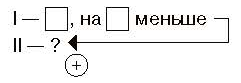 I — □, на □ меньше
II — ?
+